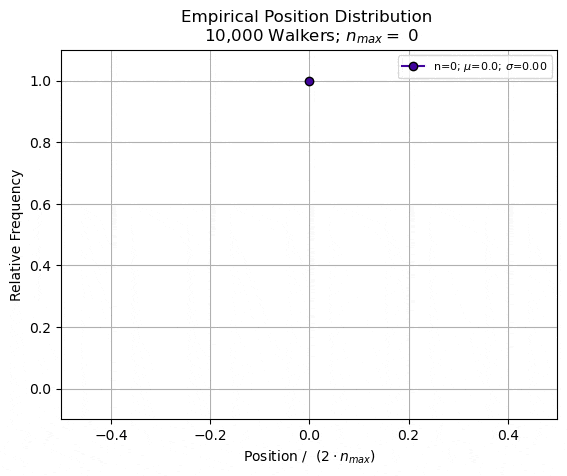 Empirical Position Distribution
10,000 Walkers; n_max = 0
n=0; μ=0.0; σ=0.00
1.0
0.8
0.6
0.4
0.2
0.0
Relative Frequency
−0.4 −0.2 0.0 0.2 0.4
Position / (2 · n_max)